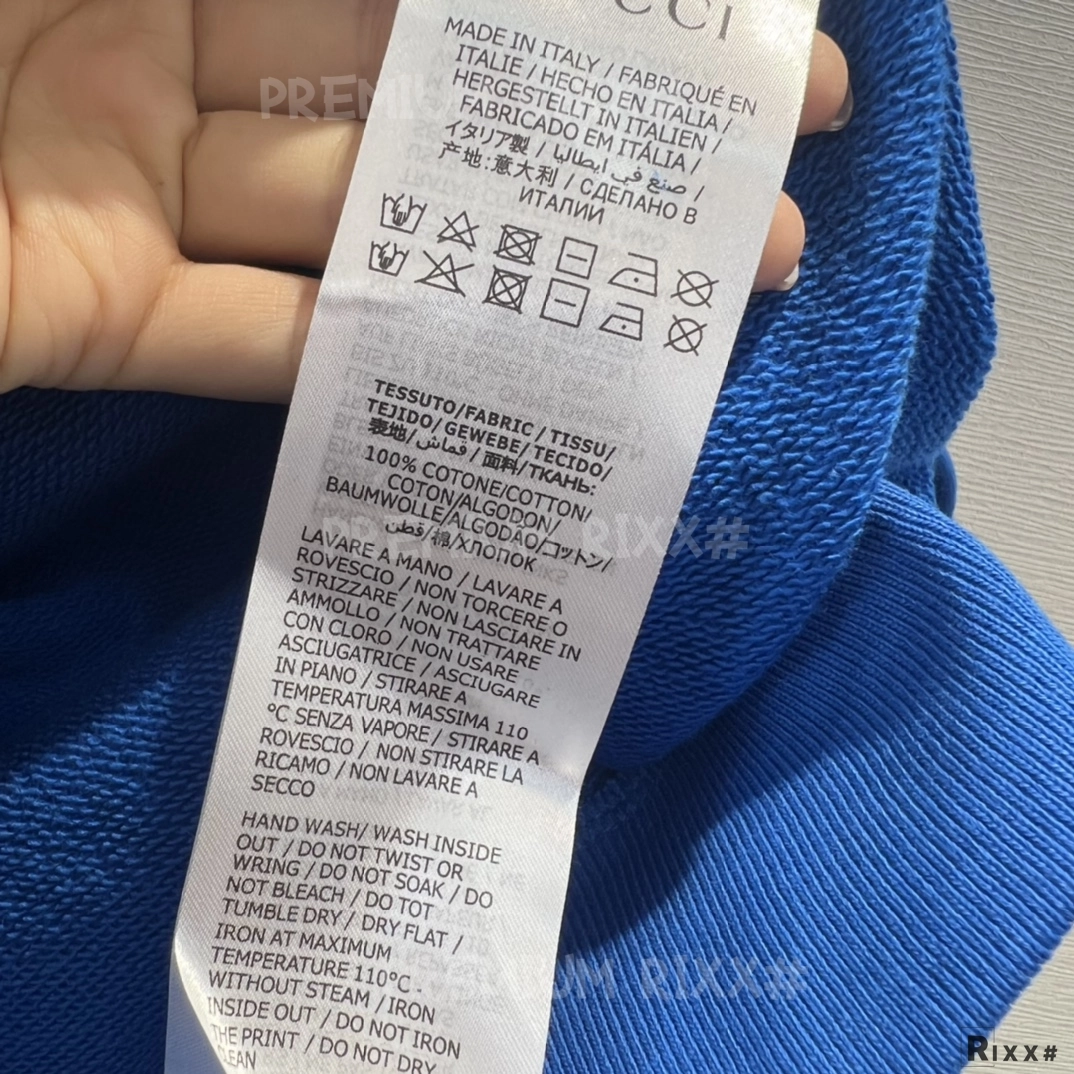 CCI
MADE IN ITALY / FABRIQUÉ EN
ITALIE / HECHO EN ITALIA /
HERGESTELLT IN ITALIEN /
FABRICADO EM ITÁLIA /
イタリア製 / صنع في ايطاليا /
产地:意大利 / СДЕЛАНО В
ИТАЛИИ
TESSUTO/FABRIC / TISSU/
TEJIDO/ GEWEBE/ TECIDO/
表地/ قماش / 面料/ТКАНЬ:
100% COTONE/COTTON/
COTON/ALGODON/
BAUMWOLLE/ALGODÃO/コットン/
قطن/棉/ХЛОПОК
LAVARE A MANO / LAVARE A
ROVESCIO / NON TORCERE O
STRIZZARE / NON LASCIARE IN
AMMOLLO / NON TRATTARE
CON CLORO / NON USARE
ASCIUGATRICE / ASCIUGARE
IN PIANO / STIRARE A
TEMPERATURA MASSIMA 110
°C SENZA VAPORE / STIRARE A
ROVESCIO / NON STIRARE LA
RICAMO / NON LAVARE A
SECCO
HAND WASH/ WASH INSIDE
OUT / DO NOT TWIST OR
WRING / DO NOT SOAK / DO
NOT BLEACH / DO TOT
TUMBLE DRY / DRY FLAT /
IRON AT MAXIMUM
TEMPERATURE 110°C -
WITHOUT STEAM / IRON
INSIDE OUT / DO NOT IRON
THE PRINT / DO NOT DRY
CLEAN
RIXX#
RIXX#
RIXX#